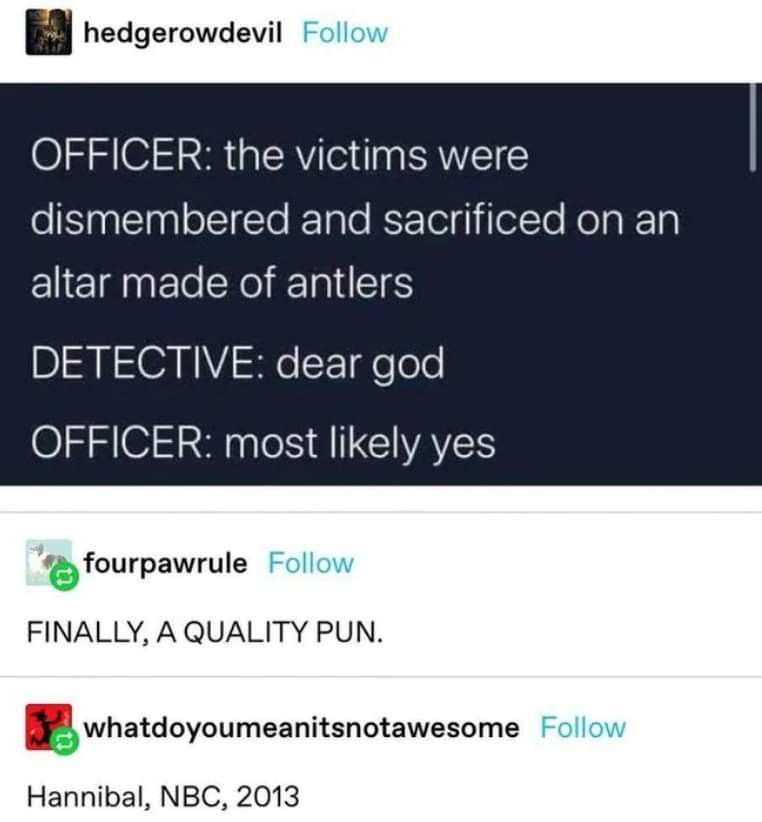 hedgerowdevil Follow
OFFICER: the victims were
dismembered and sacrificed on an
altar made of antlers
DETECTIVE: dear god
OFFICER: most likely yes
fourpawrule Follow
FINALLY, A QUALITY PUN.
whatdoyoumeanitsnotawesome Follow
Hannibal, NBC, 2013